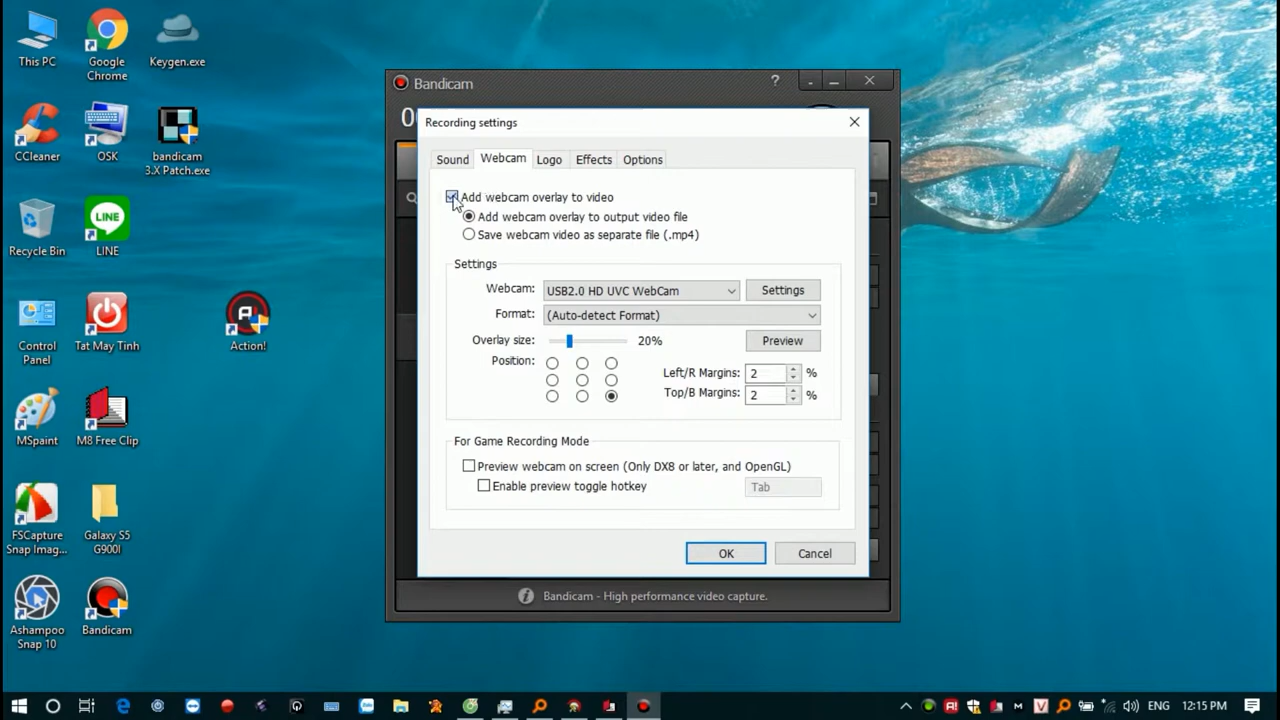 This PC
Google
Chrome
Keygen.exe
CCleaner
OSK
bandicam
3.X Patch.exe
Recycle Bin
LINE
Control
Panel
Tat May Tinh
Action!
MSpaint
M8 Free Clip
FSCapture
Snap Imag...
Galaxy S5
G900I
Ashampoo
Snap 10
Bandicam
Bandicam
?
Recording settings
Sound
Webcam
Logo
Effects
Options
Add webcam overlay to video
Add webcam overlay to output video file
Save webcam video as separate file (.mp4)
Settings
Webcam: USB2.0 HD UVC WebCam Settings
Format: (Auto-detect Format)
Overlay size: 20% Preview
Position:
Left/R Margins: 2 %
Top/B Margins: 2 %
For Game Recording Mode
Preview webcam on screen (Only DX8 or later, and OpenGL)
Enable preview toggle hotkey Tab
OK Cancel
Bandicam - High performance video capture.
ENG 12:15 PM